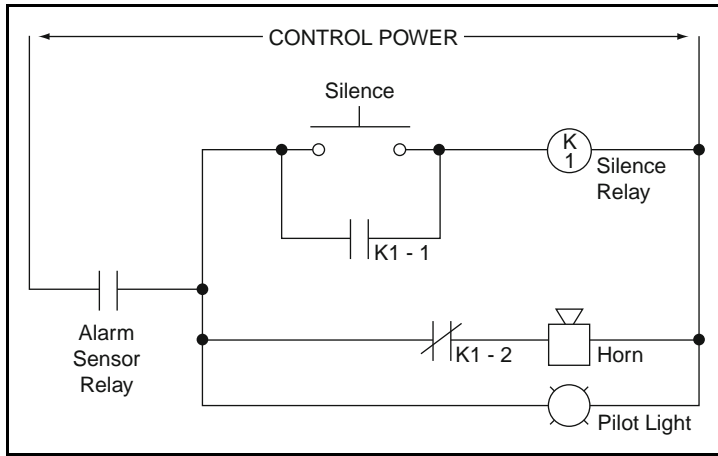 CONTROL POWER
Silence
K
1
Silence
Relay
K1 - 1
Alarm
Sensor
Relay
K1 - 2
Horn
Pilot Light